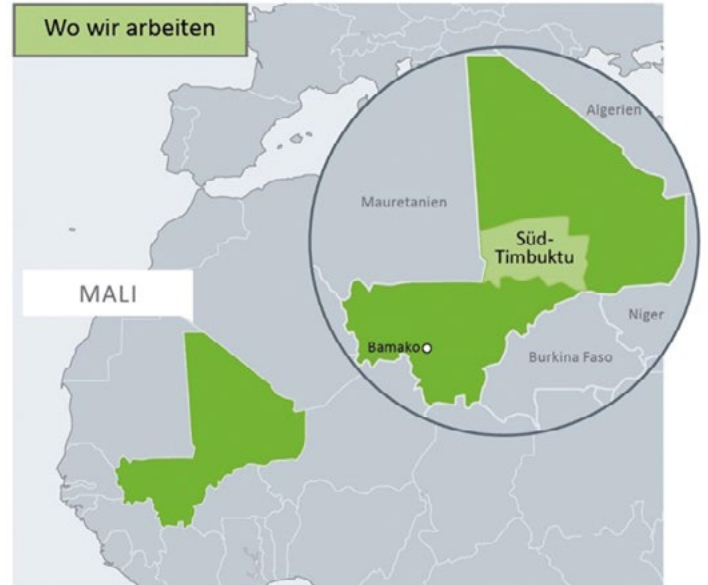 Wo wir arbeiten
Algerien
Mauretanien
Süd-
Timbuktu
MALI
Niger
Bamako
Burkina Faso